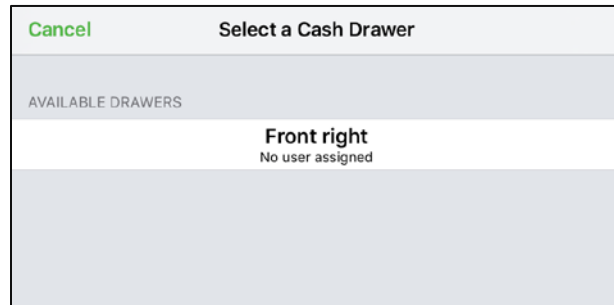 Cancel Select a Cash Drawer
AVAILABLE DRAWERS
Front right
No user assigned